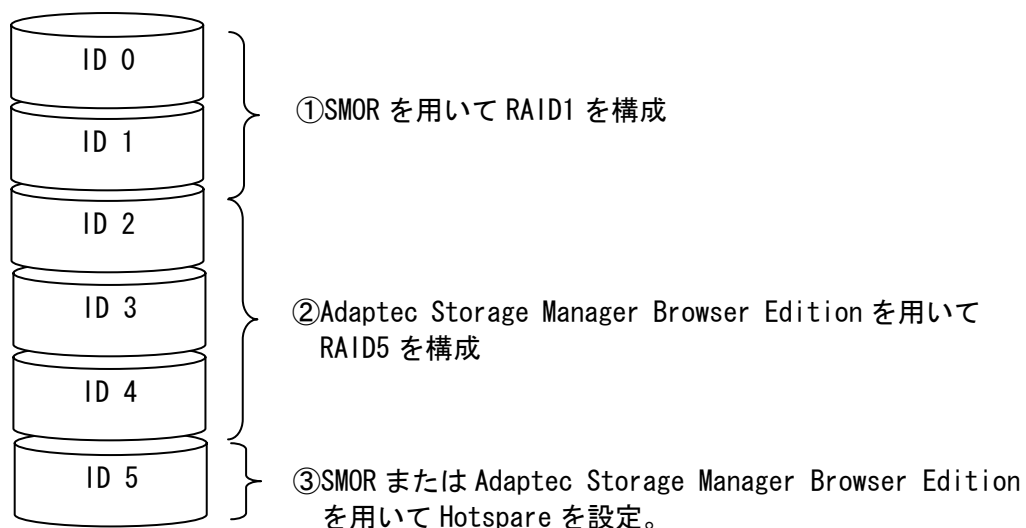 ID 0
①SMOR を用いて RAID1 を構成
ID 1
ID 2
ID 3
②Adaptec Storage Manager Browser Edition を用いて
RAID5 を構成
ID 4
ID 5
③SMOR または Adaptec Storage Manager Browser Edition
を用いて Hotspare を設定。